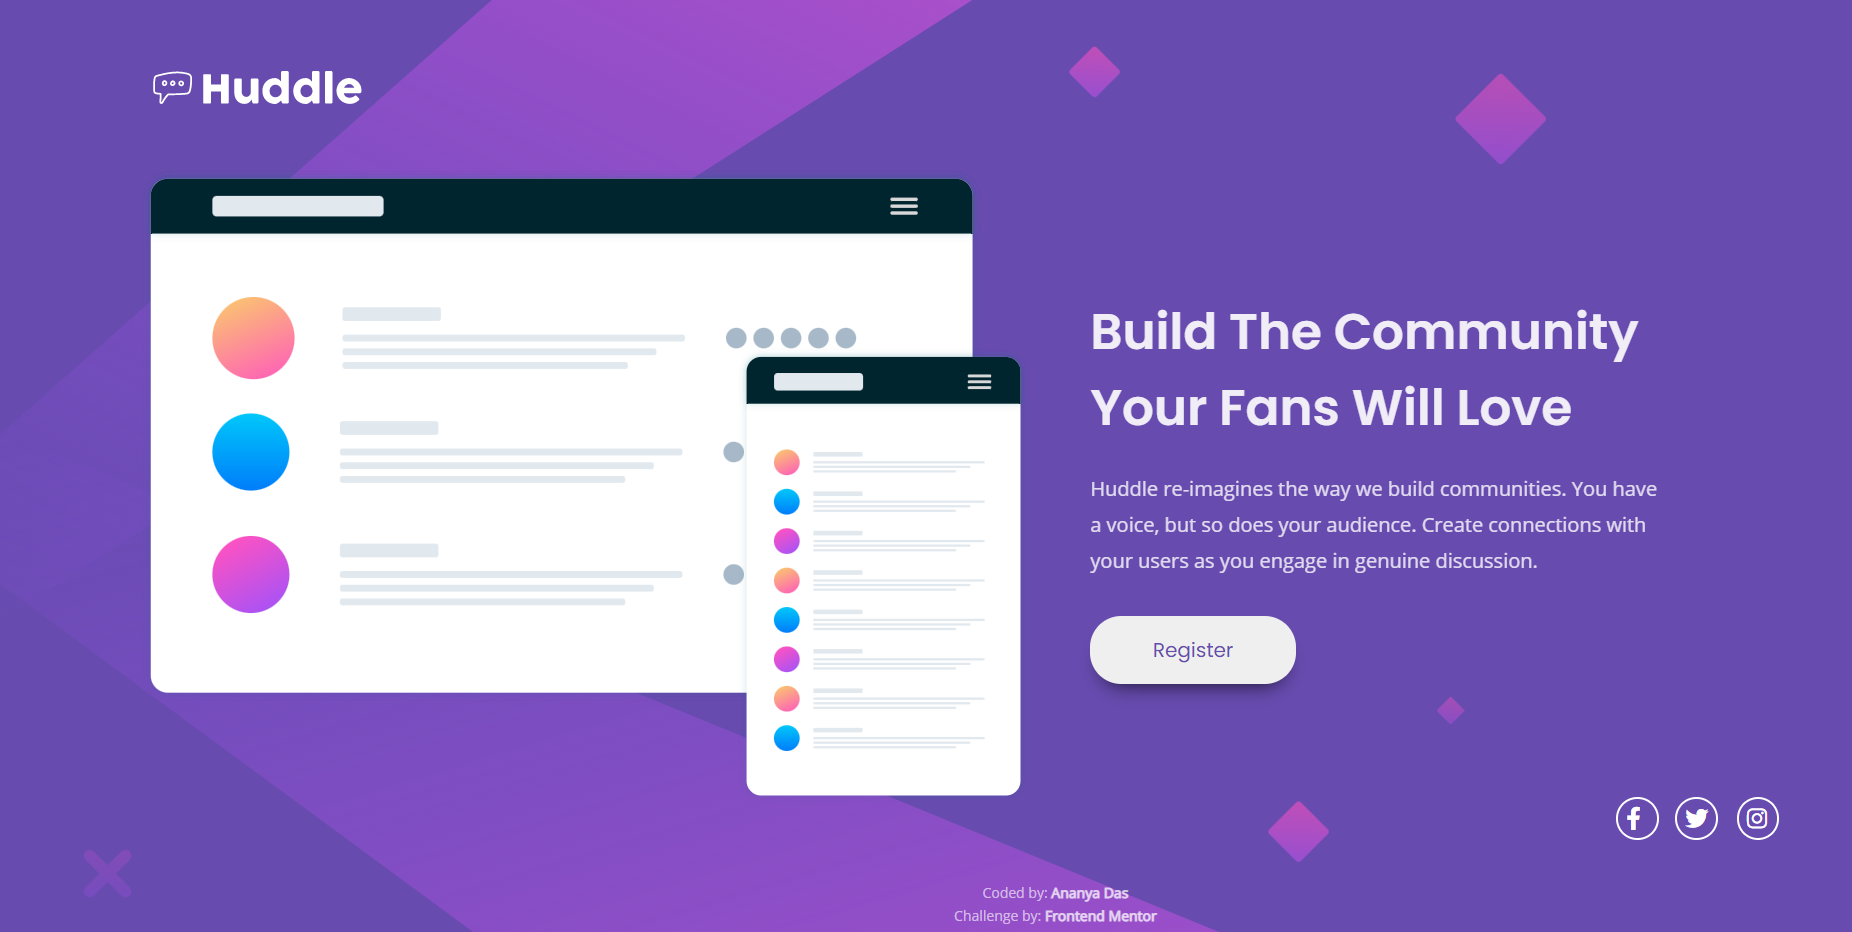 Huddle
Build The Community
Your Fans Will Love
Huddle re-imagines the way we build communities. You have
a voice, but so does your audience. Create connections with
your users as you engage in genuine discussion.
Register
Coded by: Ananya Das
Challenge by: Frontend Mentor